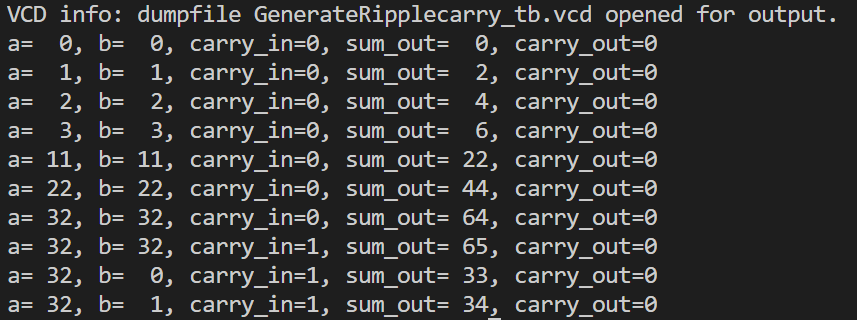 VCD info: dumpfile GenerateRipplecarry_tb.vcd opened for output.
a=  0, b=  0, carry_in=0, sum_out=  0, carry_out=0
a=  1, b=  1, carry_in=0, sum_out=  2, carry_out=0
a=  2, b=  2, carry_in=0, sum_out=  4, carry_out=0
a=  3, b=  3, carry_in=0, sum_out=  6, carry_out=0
a= 11, b= 11, carry_in=0, sum_out= 22, carry_out=0
a= 22, b= 22, carry_in=0, sum_out= 44, carry_out=0
a= 32, b= 32, carry_in=0, sum_out= 64, carry_out=0
a= 32, b= 32, carry_in=1, sum_out= 65, carry_out=0
a= 32, b=  0, carry_in=1, sum_out= 33, carry_out=0
a= 32, b=  1, carry_in=1, sum_out= 34, carry_out=0